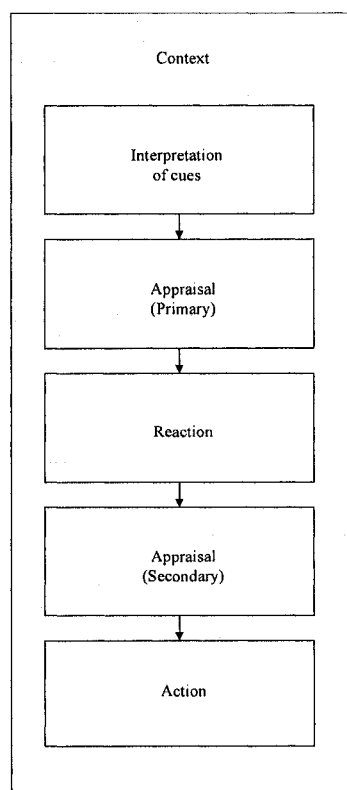 Context
Interpretation
of cues
Appraisal
(Primary)
Reaction
Appraisal
(Secondary)
Action